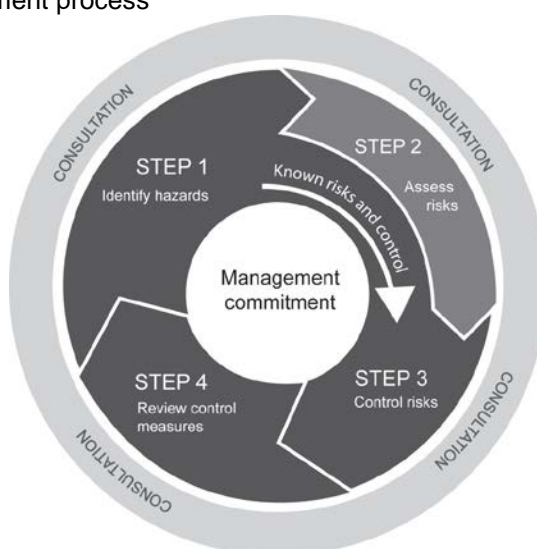 ment process
CONSULTATION
CONSULTATION
STEP 1
Identify hazards
STEP 2
Assess
risks
Known risks and control
Management
commitment
STEP 4
Review control
measures
STEP 3
Control risks
CONSULTATION
CONSULTATION